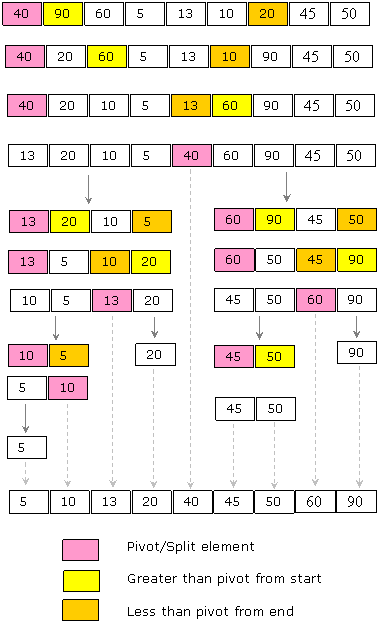 40 90 60 5 13 10 20 45 50
40 20 60 5 13 10 90 45 50
40 20 10 5 13 60 90 45 50
13 20 10 5 40 60 90 45 50
13 20 10 5 60 90 45 50
13 5 10 20 60 50 45 90
10 5 13 20 45 50 60 90
10 5 20 45 50 90
5 10
45 50
5
5 10 13 20 40 45 50 60 90
Pivot/Split element
Greater than pivot from start
Less than pivot from end